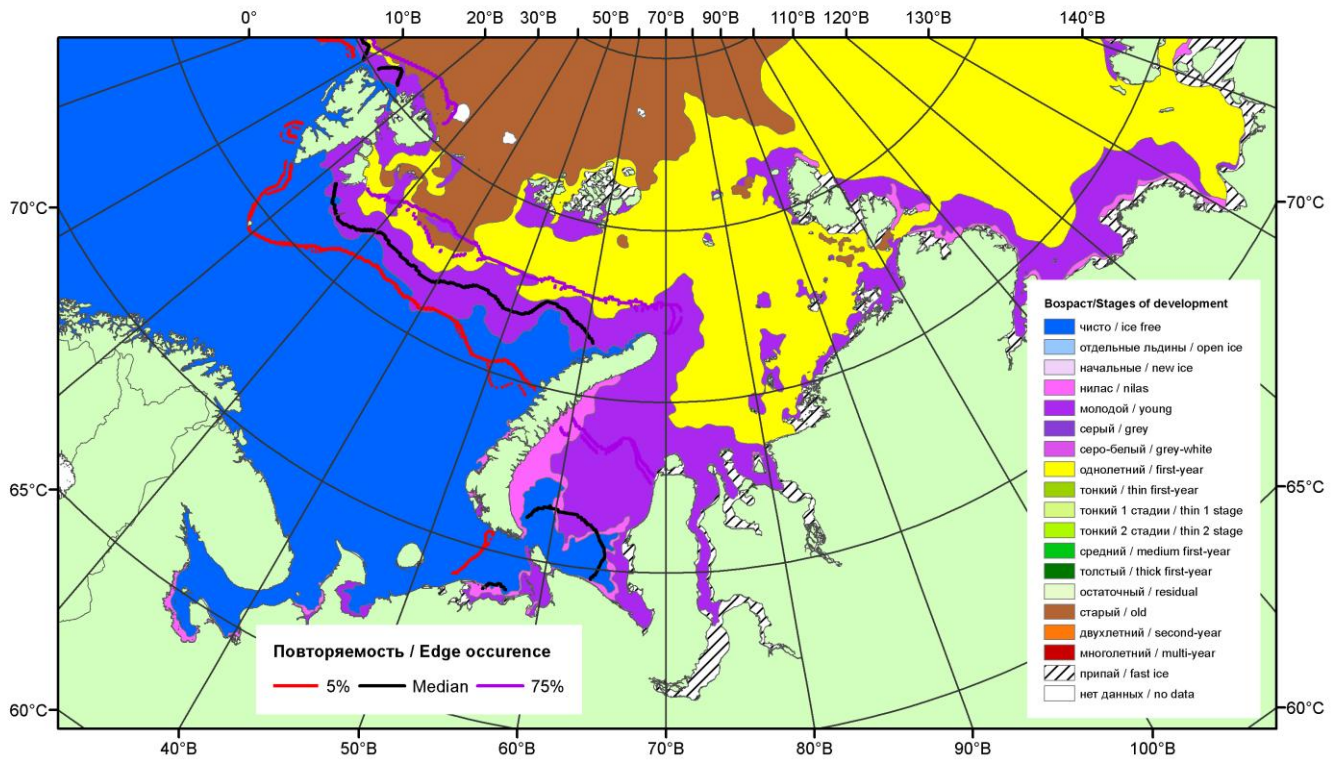 0° 10°В 20°В 30°В 50°В 70°В 90°В 110°В 120°В 130°В 140°В
70°С
70°С
65°С
65°С
60°С
60°С
Возраст/Stages of development
чисто / ice free
отдельные льдины / open ice
начальные / new ice
нилас / nilas
молодой / young
серый / grey
серо-белый / grey-white
однолетний / first-year
тонкий / thin first-year
тонкий 1 стадии / thin 1 stage
тонкий 2 стадии / thin 2 stage
средний / medium first-year
толстый / thick first-year
остаточный / residual
старый / old
двухлетний / second-year
многолетний / multi-year
припай / fast ice
нет данных / no data
Повторяемость / Edge occurence
5% Median 75%
40°В 50°В 60°В 70°В 80°В 90°В 100°В